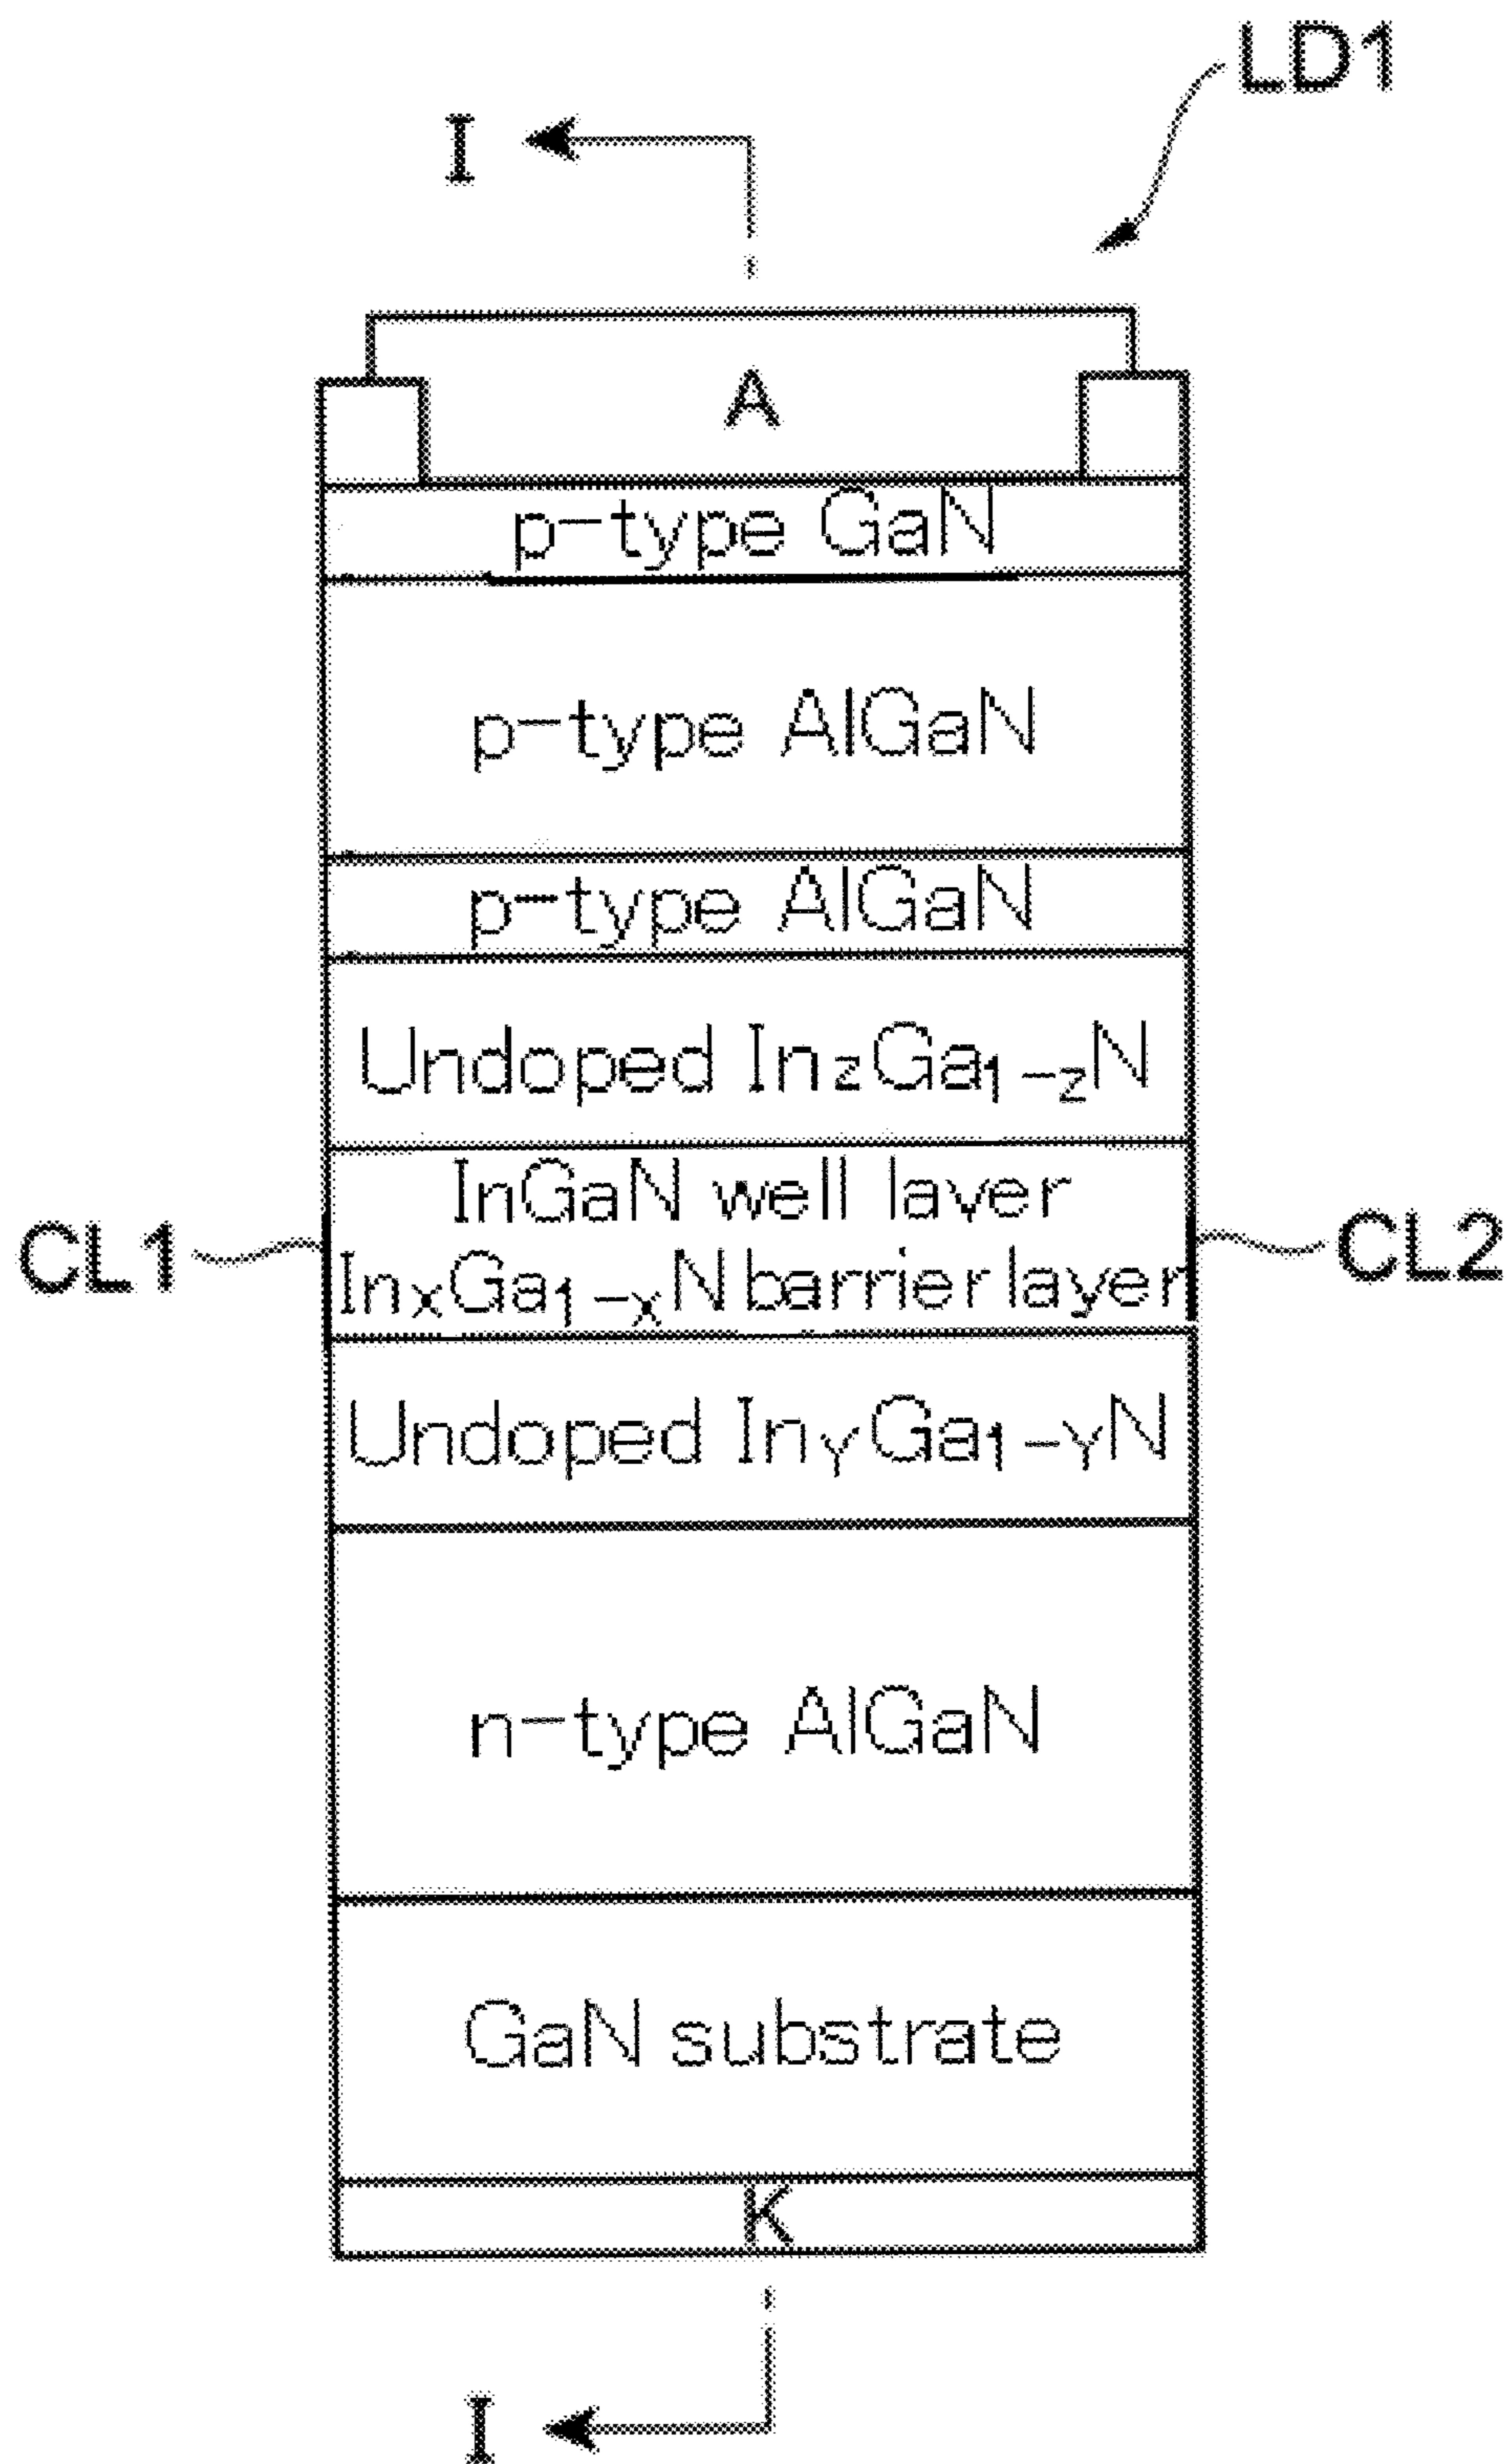 LD1
I
A
p-type GaN
p-type AlGaN
p-type AlGaN
Undoped InzGa1-zN
InGaN well layer
CL1
InxGa1-xN barrier layer
CL2
Undoped InYGa1-YN
n-type AlGaN
GaN substrate
K
I